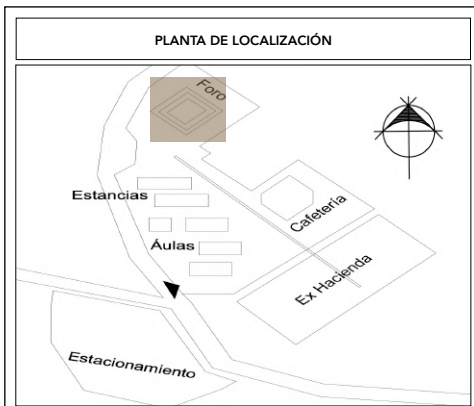 PLANTA DE LOCALIZACIÓN
Foro
Estancias
Cafetería
Áulas
Ex Hacienda
Estacionamiento